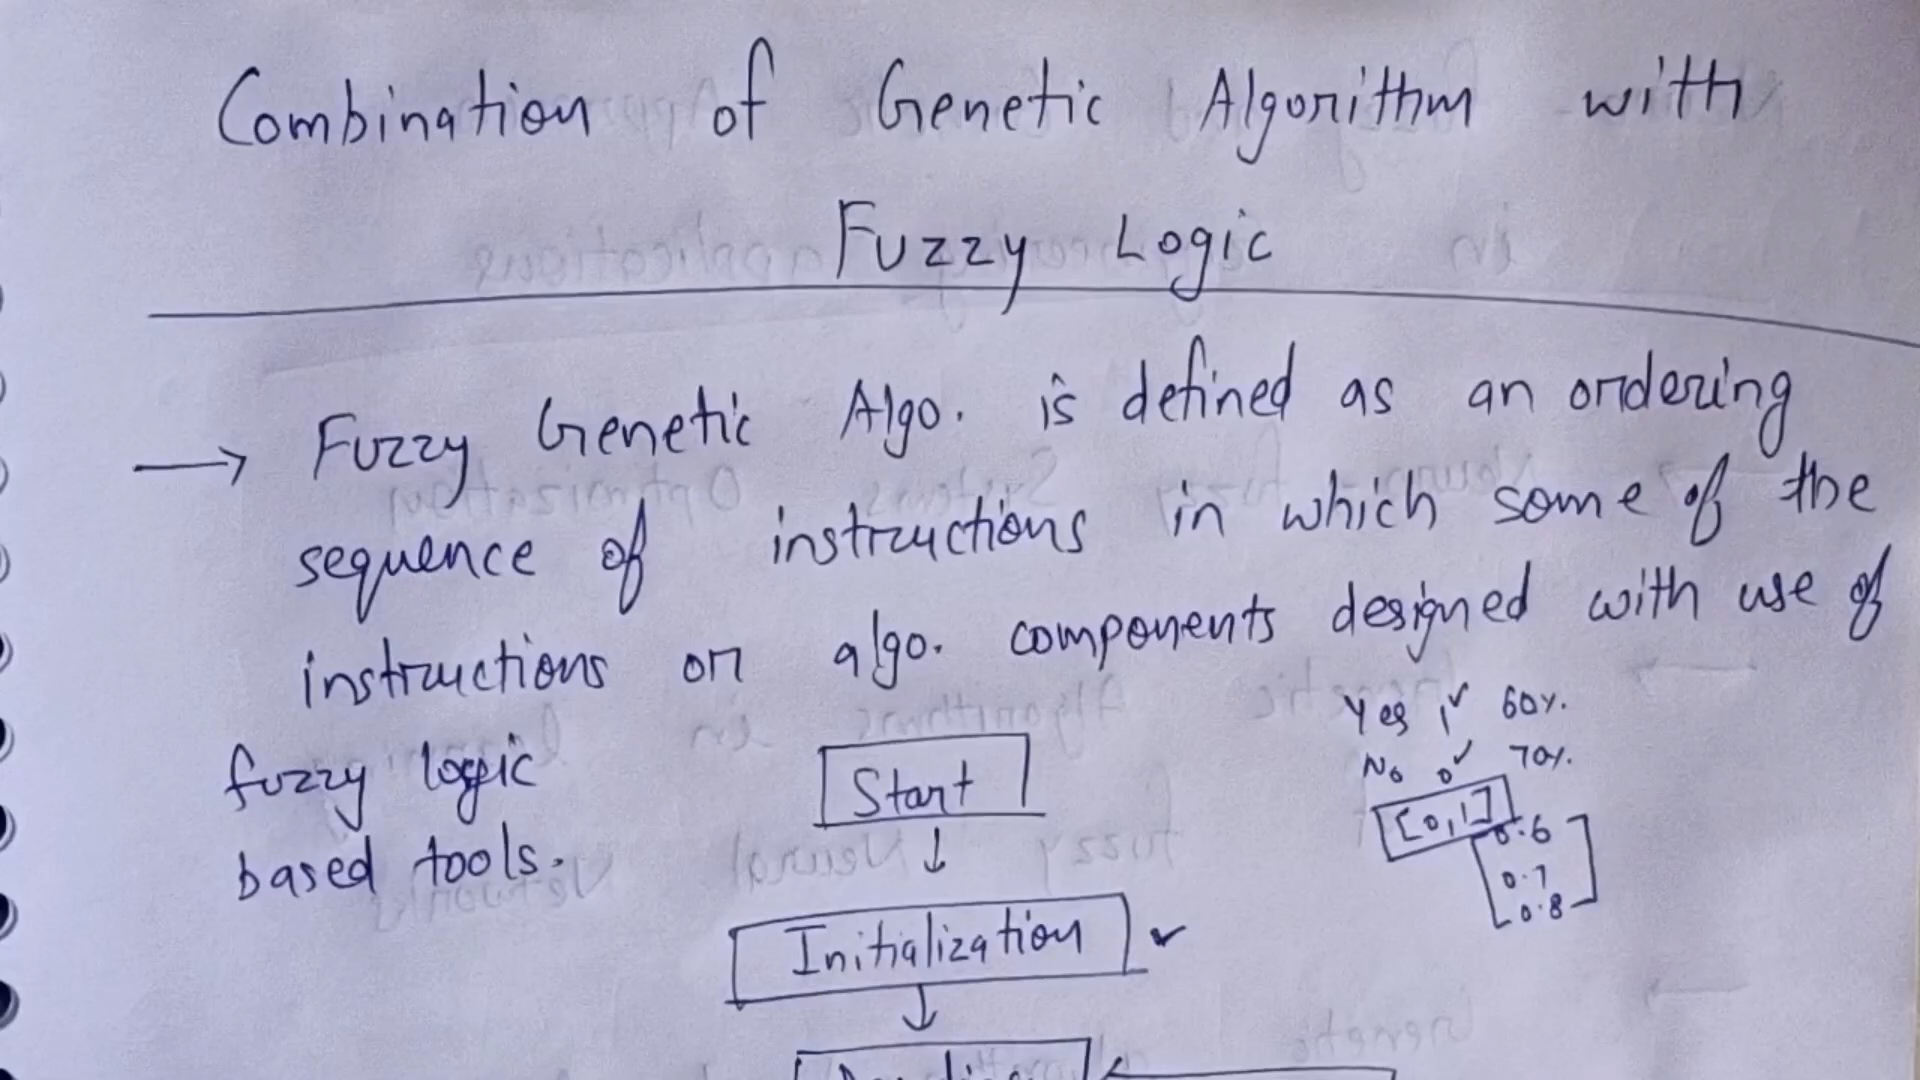 Combination of Genetic Algorithm with
Fuzzy Logic
→ Fuzzy Genetic Algo. is defined as an ordering
sequence of instructions in which some of the
instructions or algo. components designed with use of
fuzzy logic
based tools.
Yes 1 ✓ 60%.
No 0 ✓ 70%.
[0,1]
0.6
0.7
0.8
Start
↓
Initialization ✓
↓